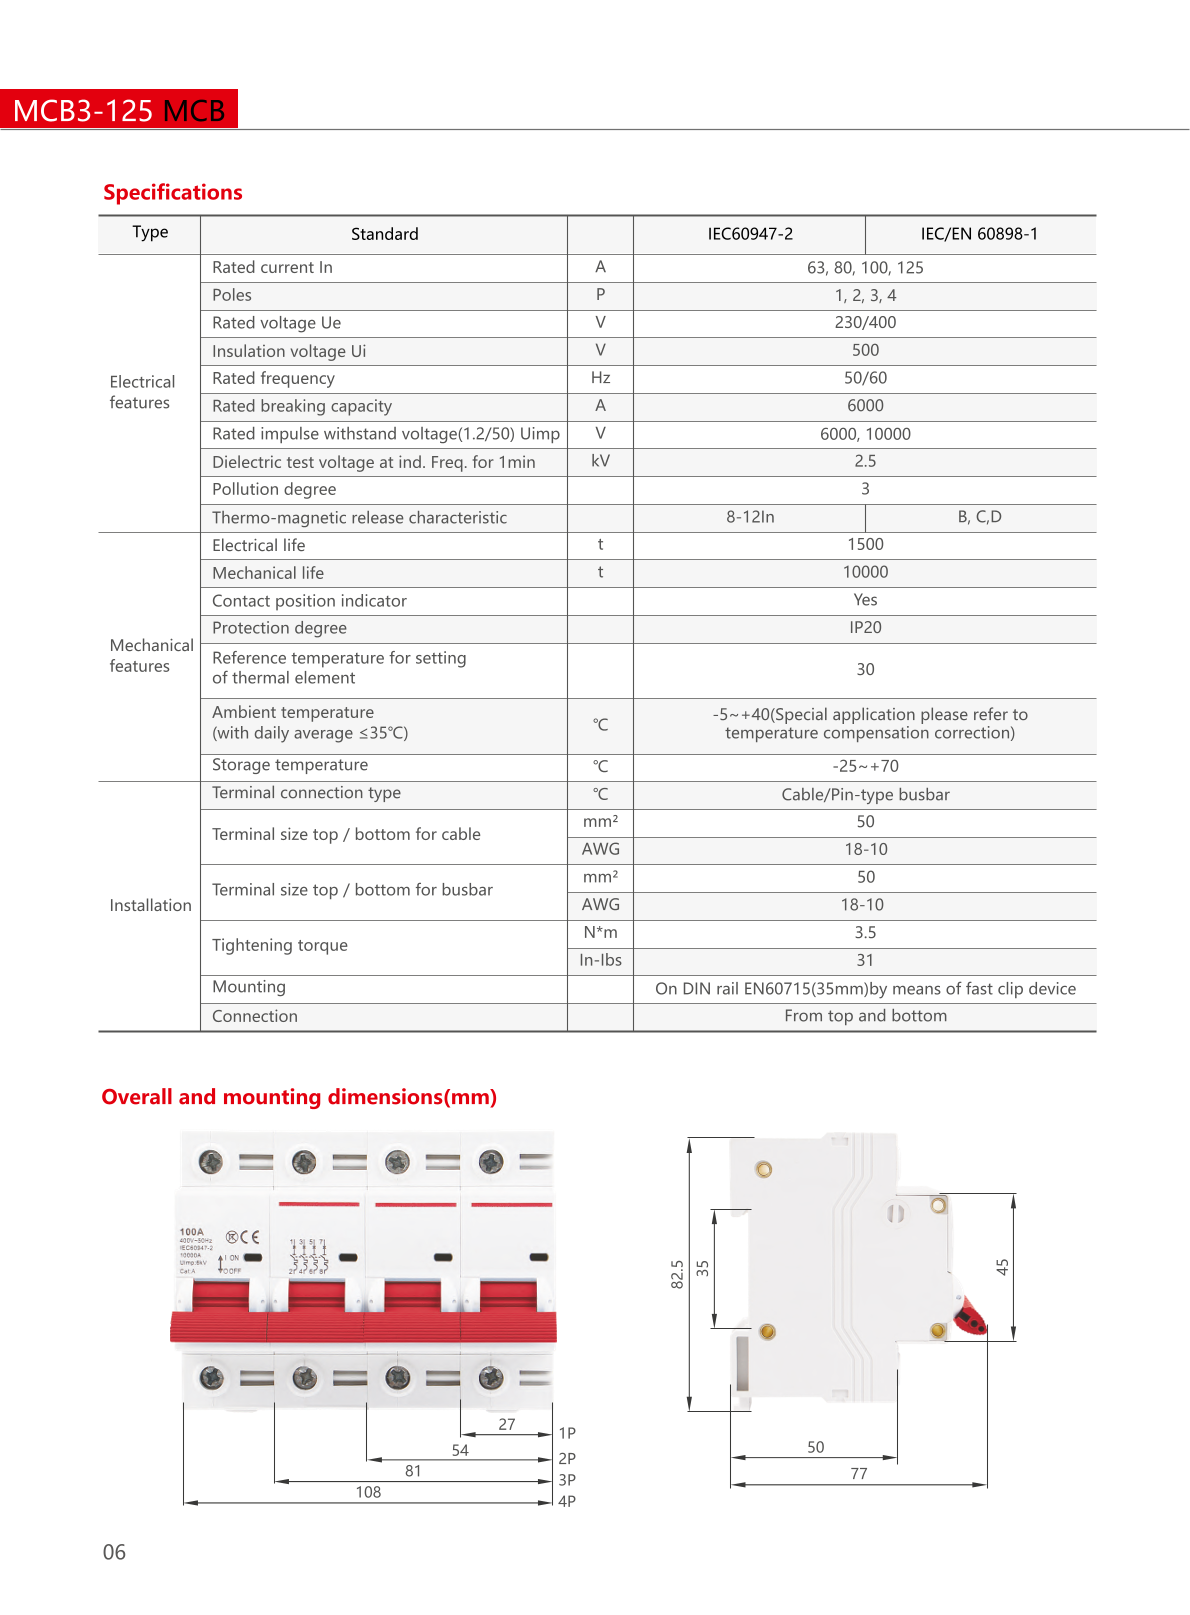 MCB3-125 MCB
Specifications
Type Standard IEC60947-2 IEC/EN 60898-1
Electrical
features
Rated current In A 63, 80, 100, 125
Poles P 1, 2, 3, 4
Rated voltage Ue V 230/400
Insulation voltage Ui V 500
Rated frequency Hz 50/60
Rated breaking capacity A 6000
Rated impulse withstand voltage(1.2/50) Uimp V 6000, 10000
Dielectric test voltage at ind. Freq. for 1min kV 2.5
Pollution degree 3
Thermo-magnetic release characteristic 8-12In B, C,D
Mechanical
features
Electrical life t 1500
Mechanical life t 10000
Contact position indicator Yes
Protection degree IP20
Reference temperature for setting
of thermal element 30
Ambient temperature
(with daily average ≤35℃) ℃ -5~+40(Special application please refer to
temperature compensation correction)
Storage temperature ℃ -25~+70
Installation
Terminal connection type ℃ Cable/Pin-type busbar
Terminal size top / bottom for cable mm² 50
AWG 18-10
Terminal size top / bottom for busbar mm² 50
AWG 18-10
Tightening torque N*m 3.5
In-Ibs 31
Mounting On DIN rail EN60715(35mm)by means of fast clip device
Connection From top and bottom
Overall and mounting dimensions(mm)
100A
400V~50Hz
IEC60947-2
10000A
Uimp:6kV
Cat:A
CE
I ON
O OFF
1 3 5 7
2 4 6 8
27 1P
54 2P
81 3P
108 4P
82.5
35
45
50
77
06